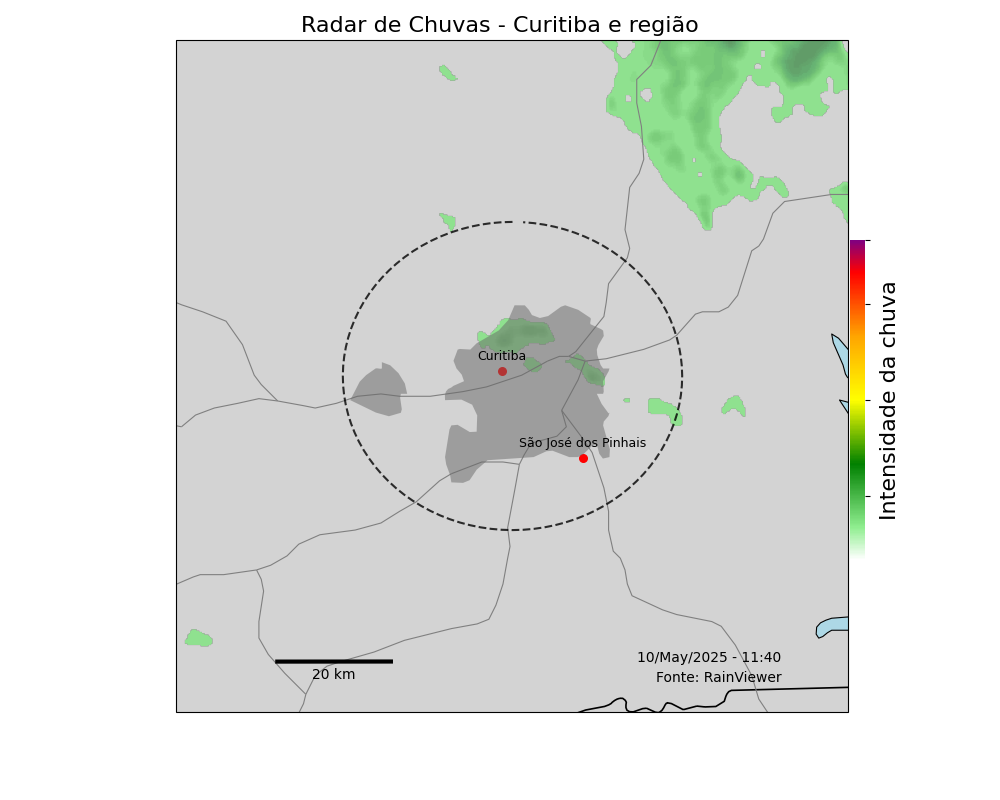 Radar de Chuvas - Curitiba e região
Curitiba
São José dos Pinhais
Intensidade da chuva
20 km
10/May/2025 - 11:40
Fonte: RainViewer